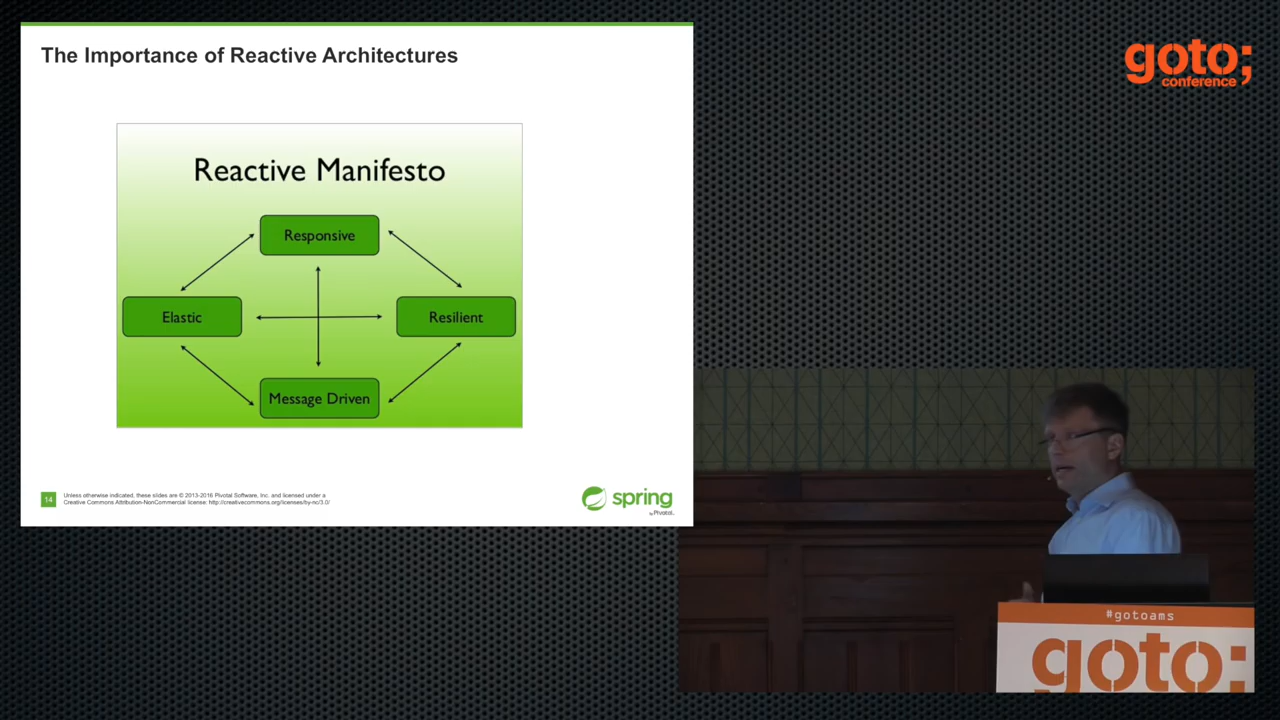 The Importance of Reactive Architectures
Reactive Manifesto
Responsive
Elastic
Resilient
Message Driven
14
Unless otherwise indicated, these slides are © 2013-2016 Pivotal Software, Inc. and licensed under a
Creative Commons Attribution-NonCommercial license: http://creativecommons.org/licenses/by-nc/3.0/
spring
by Pivotal.
goto;
conference
#gotoams
goto;